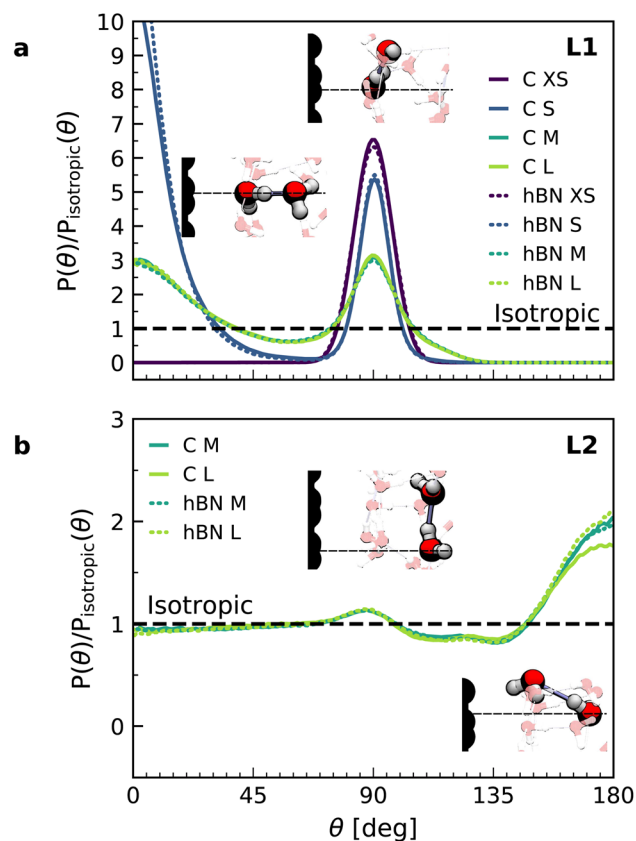 a
L1
10
9
8
7
6
5
4
3
2
1
0
P(θ)/P_isotropic(θ)
C XS
C S
C M
C L
hBN XS
hBN S
hBN M
hBN L
Isotropic
b
L2
3
2
1
0
P(θ)/P_isotropic(θ)
C M
C L
hBN M
hBN L
Isotropic
0 45 90 135 180
θ [deg]